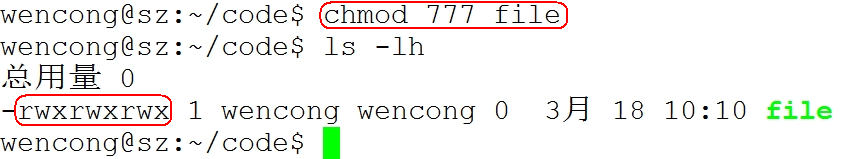 wencong@sz:~/code$ chmod 777 file
wencong@sz:~/code$ ls -lh
总用量 0
-rwxrwxrwx 1 wencong wencong 0  3月 18 10:10 file
wencong@sz:~/code$